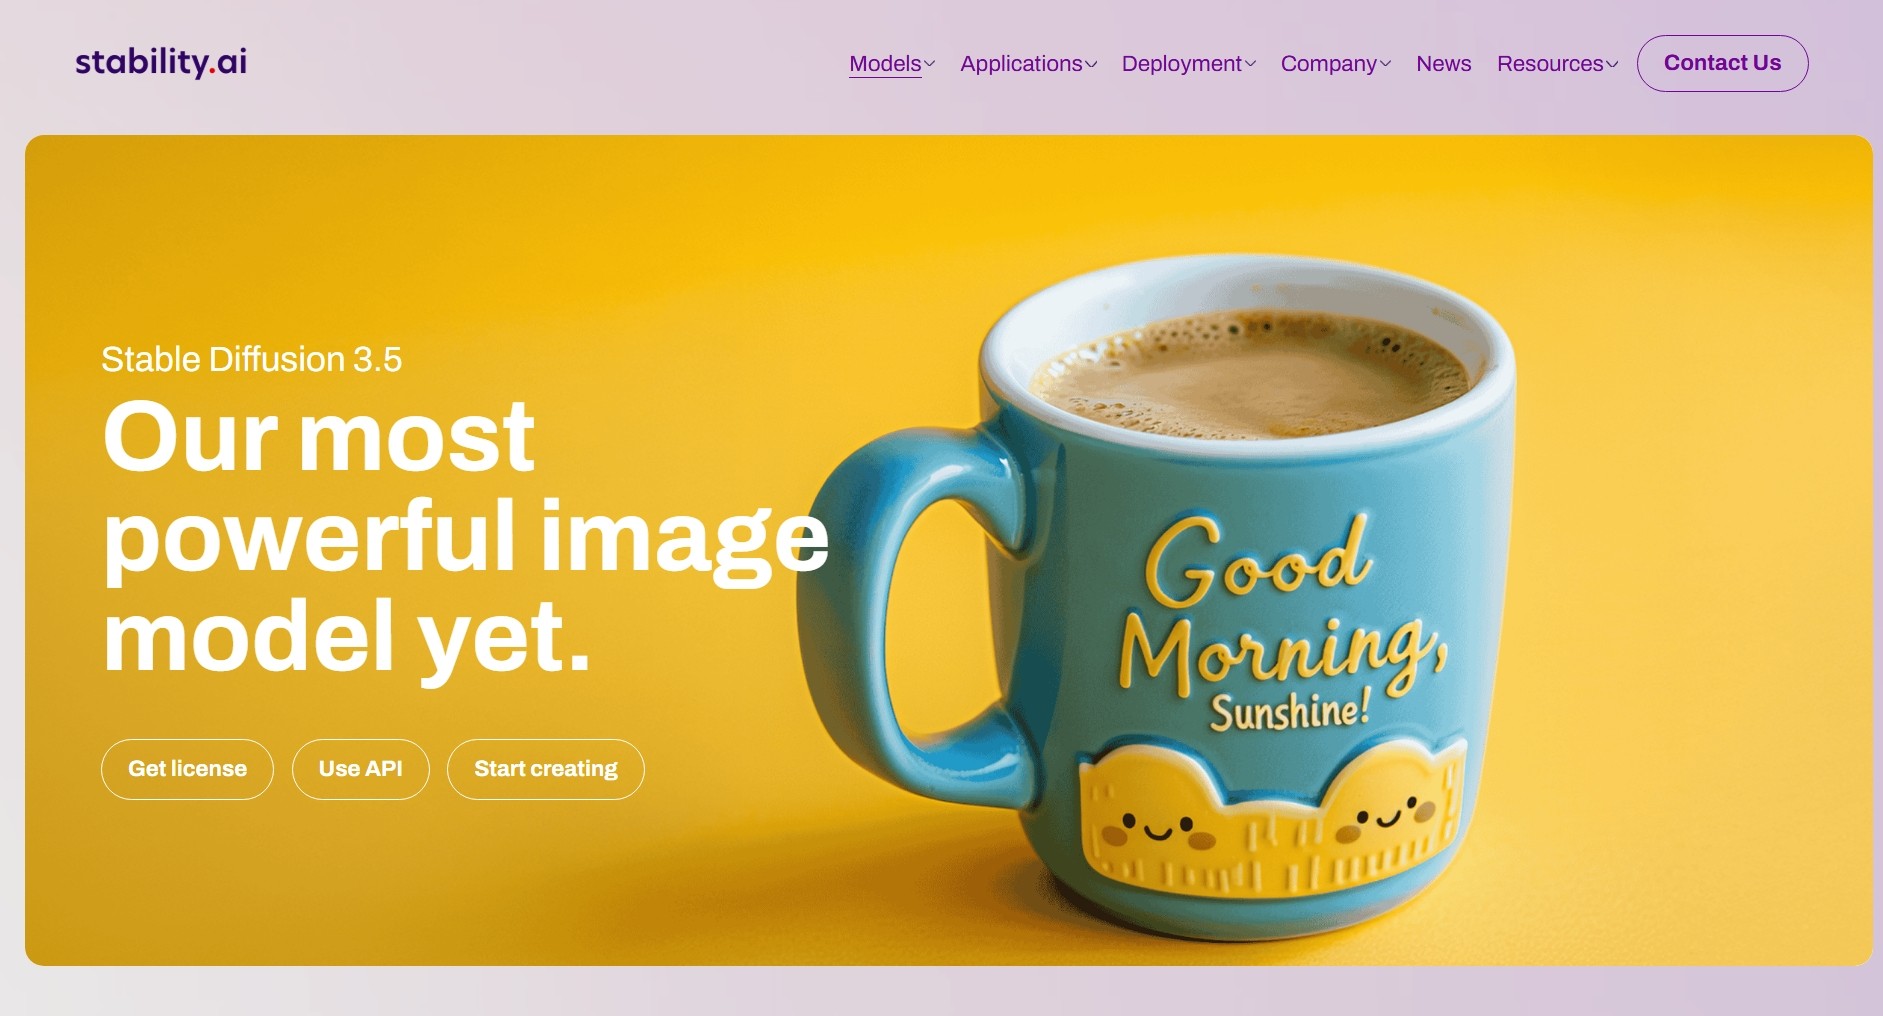 stability.ai
Models Applications Deployment Company News Resources Contact Us
Stable Diffusion 3.5
Our most
powerful image
model yet.
Get license Use API Start creating
Good
Morning,
Sunshine!